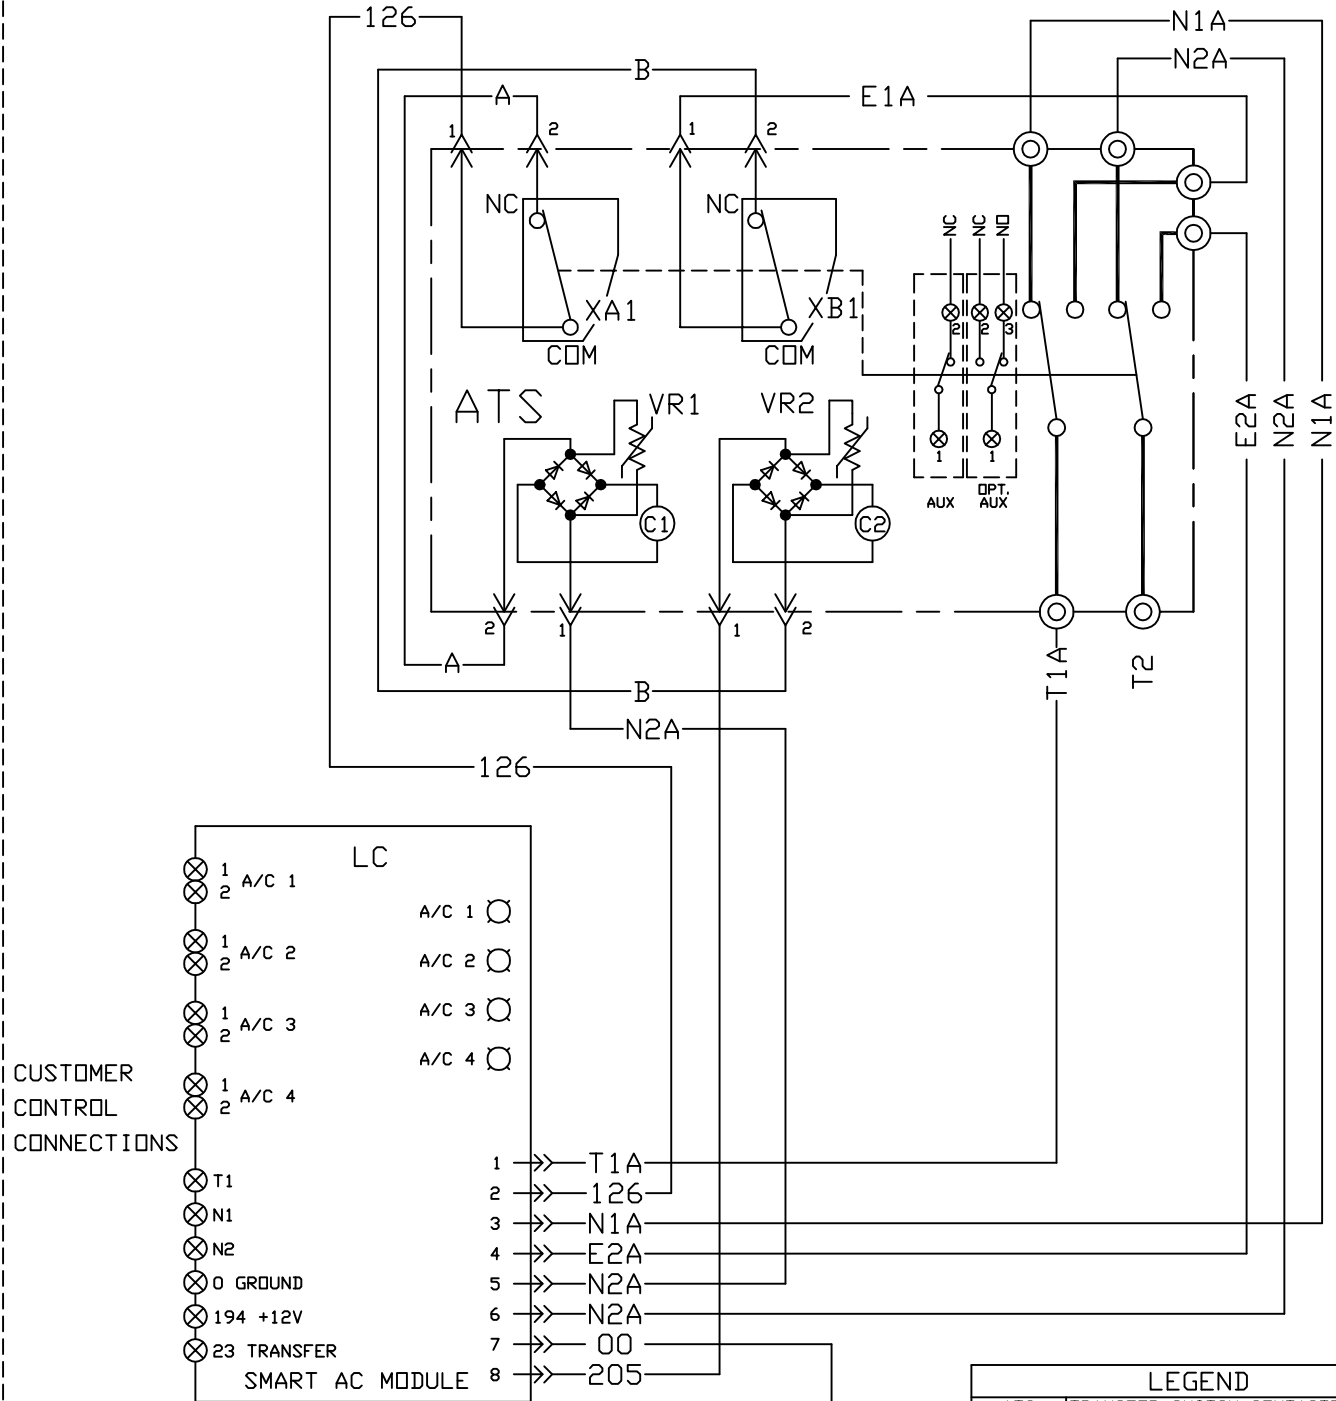 126
N1A
N2A
B
A
E1A
1
2
1
2
NC
NC
NC
NC
NO
XA1
XB1
2
2
3
COM
COM
ATS
VR1
VR2
E2A
N2A
N1A
1
1
AUX
OPT.
AUX
C1
C2
2
1
1
2
A
B
T1A
T2
N2A
126
LC
1
2
A/C 1
A/C 1
1
2
A/C 2
A/C 2
1
2
A/C 3
A/C 3
1
2
A/C 4
A/C 4
CUSTOMER
CONTROL
CONNECTIONS
T1
N1
N2
0 GROUND
194 +12V
23 TRANSFER
SMART AC MODULE
1 T1A
2 126
3 N1A
4 E2A
5 N2A
6 N2A
7 00
8 205
LEGEND